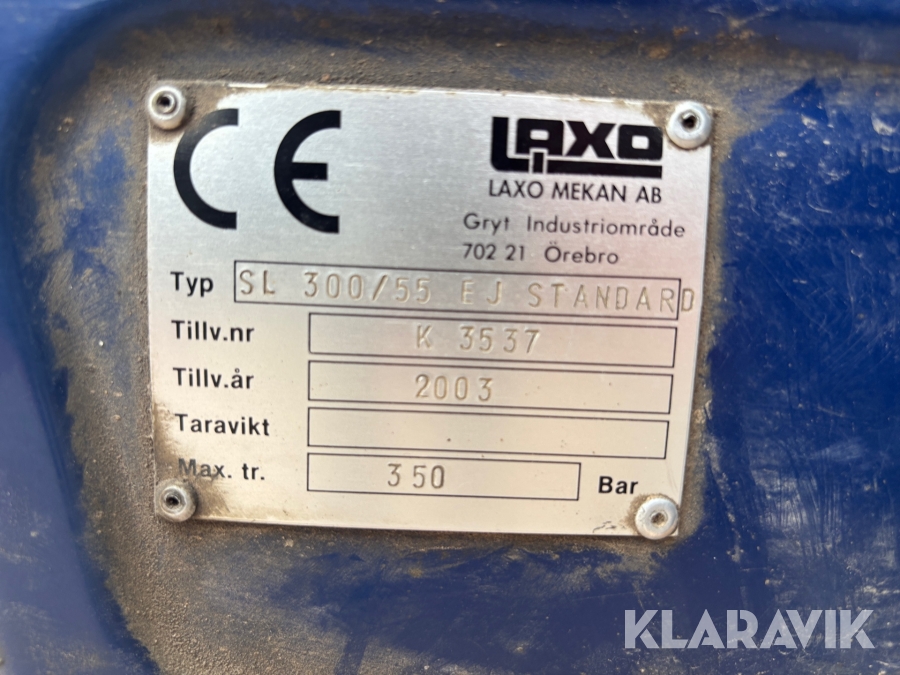 CE
LAXO
LAXO MEKAN AB
Gryt Industriområde
702 21 Örebro
Typ SL 300/55 EJ STANDARD
Tillv.nr K 3537
Tillv.år 2003
Taravikt
Max. tr. 350 Bar
KLARAVIK